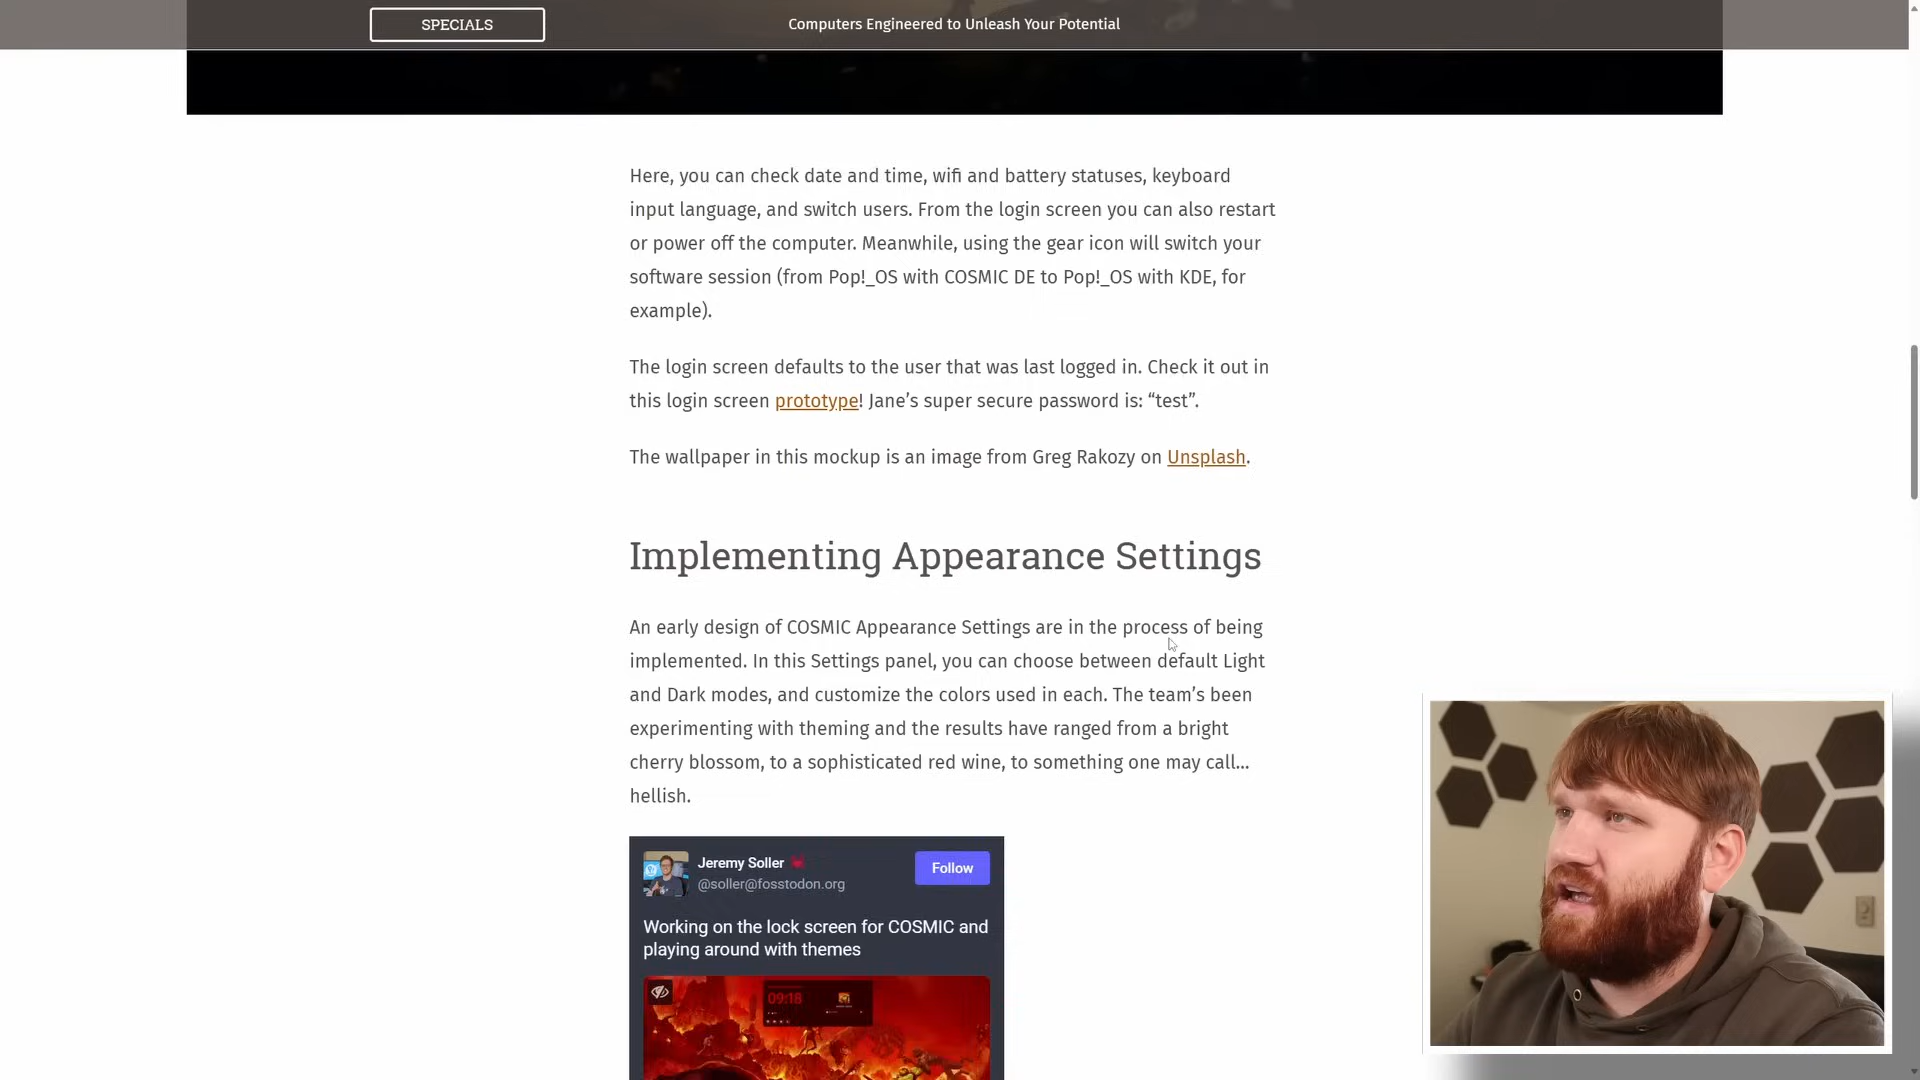 SPECIALS
Computers Engineered to Unleash Your Potential
Here, you can check date and time, wifi and battery statuses, keyboard
input language, and switch users. From the login screen you can also restart
or power off the computer. Meanwhile, using the gear icon will switch your
software session (from Pop!_OS with COSMIC DE to Pop!_OS with KDE, for
example).
The login screen defaults to the user that was last logged in. Check it out in
this login screen prototype! Jane’s super secure password is: “test”.
The wallpaper in this mockup is an image from Greg Rakozy on Unsplash.
Implementing Appearance Settings
An early design of COSMIC Appearance Settings are in the process of being
implemented. In this Settings panel, you can choose between default Light
and Dark modes, and customize the colors used in each. The team’s been
experimenting with theming and the results have ranged from a bright
cherry blossom, to a sophisticated red wine, to something one may call...
hellish.
Jeremy Soller
@soller@fosstodon.org
Follow
Working on the lock screen for COSMIC and
playing around with themes
09:18